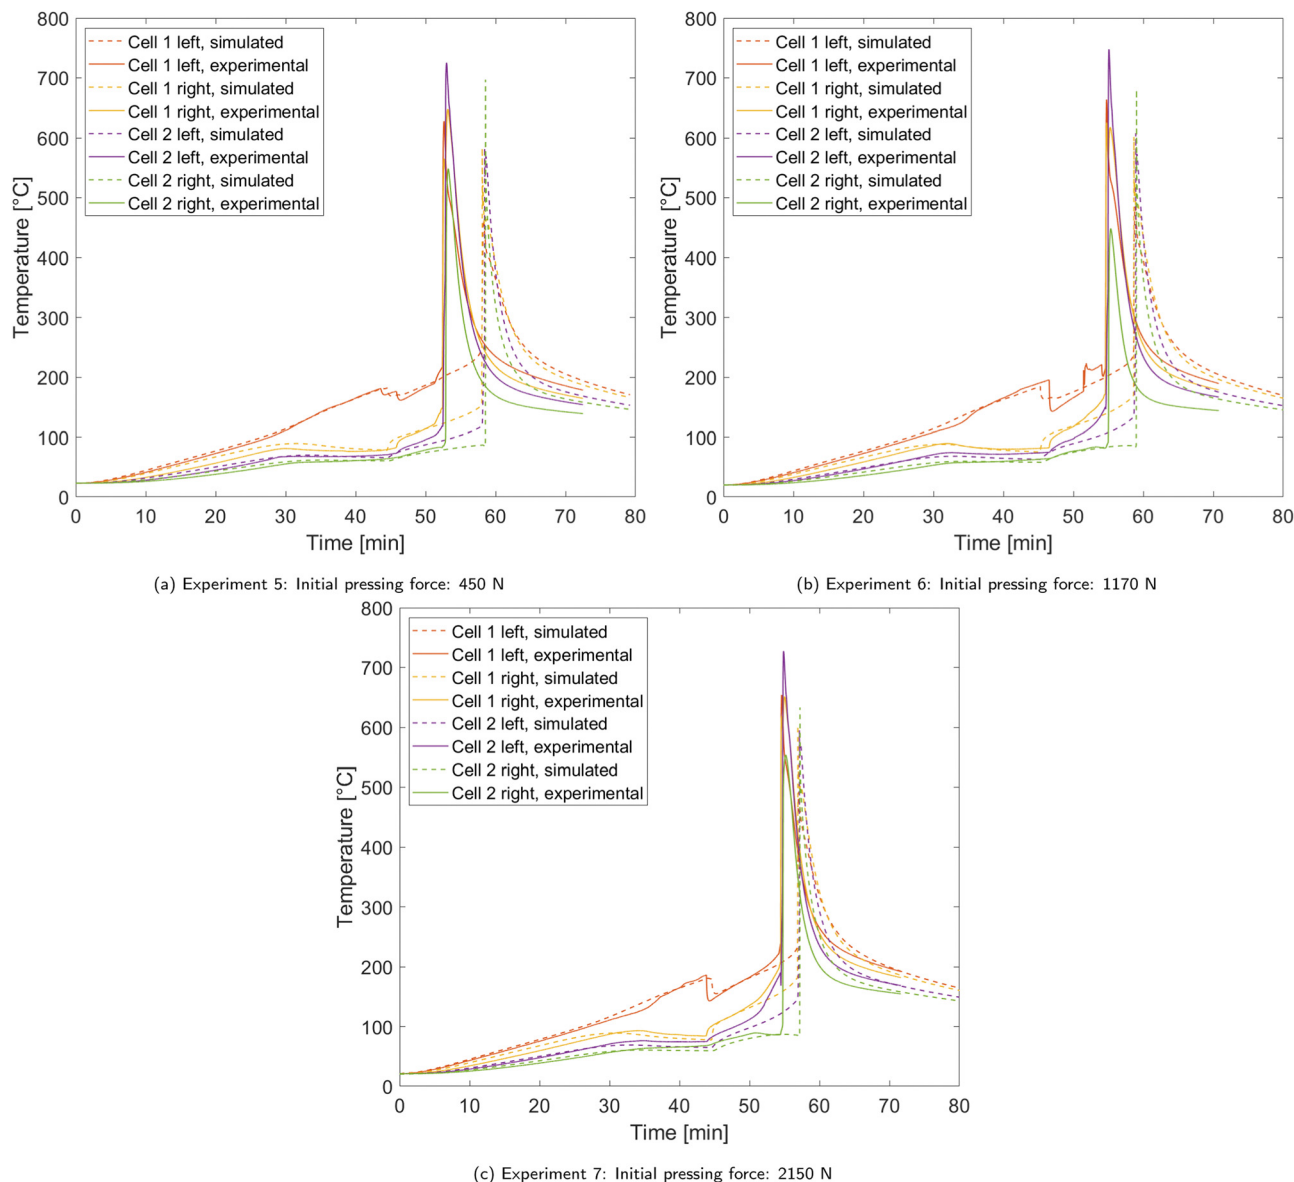 800
700
600
500
400
300
200
100
0
Temperature [°C]
Cell 1 left, simulated
Cell 1 left, experimental
Cell 1 right, simulated
Cell 1 right, experimental
Cell 2 left, simulated
Cell 2 left, experimental
Cell 2 right, simulated
Cell 2 right, experimental
0 10 20 30 40 50 60 70 80
Time [min]
(a) Experiment 5: Initial pressing force: 450 N
800
700
600
500
400
300
200
100
0
Temperature [°C]
Cell 1 left, simulated
Cell 1 left, experimental
Cell 1 right, simulated
Cell 1 right, experimental
Cell 2 left, simulated
Cell 2 left, experimental
Cell 2 right, simulated
Cell 2 right, experimental
0 10 20 30 40 50 60 70 80
Time [min]
(b) Experiment 6: Initial pressing force: 1170 N
800
700
600
500
400
300
200
100
0
Temperature [°C]
Cell 1 left, simulated
Cell 1 left, experimental
Cell 1 right, simulated
Cell 1 right, experimental
Cell 2 left, simulated
Cell 2 left, experimental
Cell 2 right, simulated
Cell 2 right, experimental
0 10 20 30 40 50 60 70 80
Time [min]
(c) Experiment 7: Initial pressing force: 2150 N